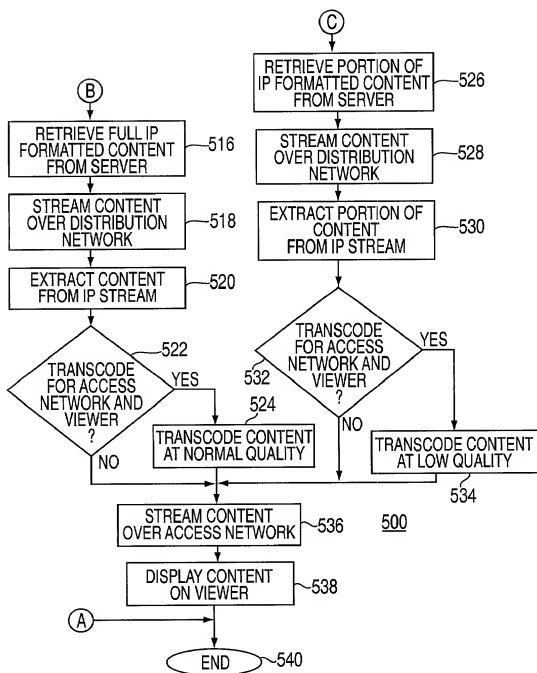 B
RETRIEVE FULL IP
FORMATTED CONTENT
FROM SERVER
516
STREAM CONTENT
OVER DISTRIBUTION
NETWORK
518
EXTRACT CONTENT
FROM IP STREAM
520
522
TRANSCODE
FOR ACCESS
NETWORK AND
VIEWER
?
YES
NO
524
TRANSCODE CONTENT
AT NORMAL QUALITY
C
RETRIEVE PORTION OF
IP FORMATTED CONTENT
FROM SERVER
526
STREAM CONTENT
OVER DISTRIBUTION
NETWORK
528
EXTRACT PORTION OF
CONTENT
FROM IP STREAM
530
532
TRANSCODE
FOR ACCESS
NETWORK AND
VIEWER
?
YES
NO
TRANSCODE CONTENT
AT LOW QUALITY
534
STREAM CONTENT
OVER ACCESS NETWORK
536
500
DISPLAY CONTENT
ON VIEWER
538
A
END
540